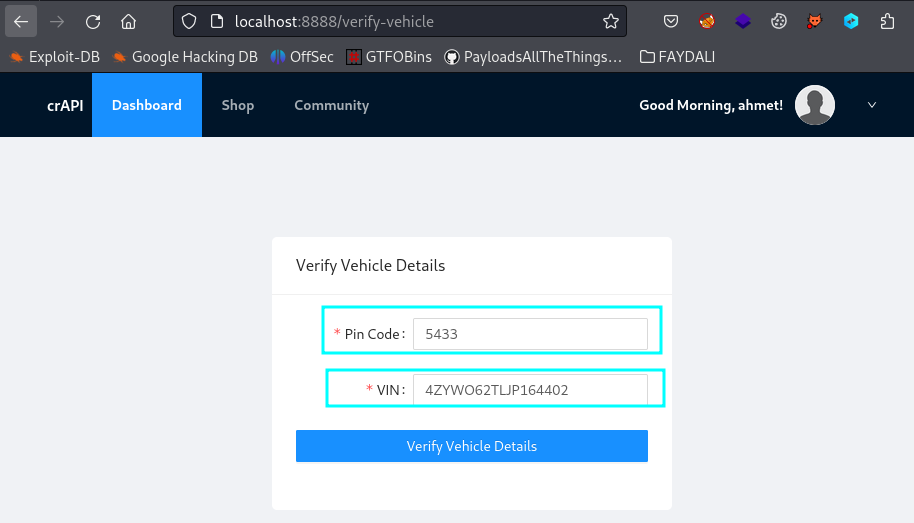 localhost:8888/verify-vehicle
Exploit-DB Google Hacking DB OffSec GTFOBins PayloadsAllTheThings... FAYDALI
crAPI Dashboard Shop Community Good Morning, ahmet!
Verify Vehicle Details
* Pin Code: 5433
* VIN: 4ZYWO62TLJP164402
Verify Vehicle Details